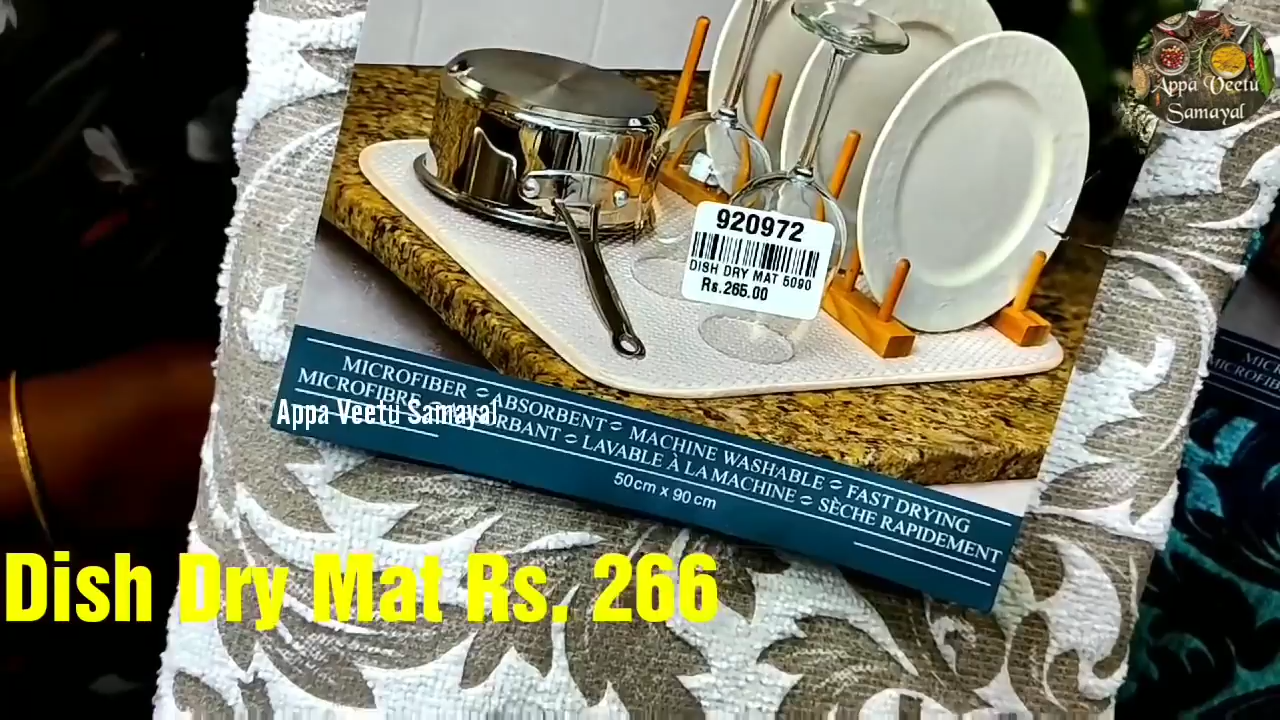 Appa Veetu
Samayal
920972
DISH DRY MAT 5090
Rs.265.00
MICROFIBER ABSORBENT MACHINE WASHABLE FAST DRYING
MICROFIBRE LAVABLE À LA MACHINE SÈCHE RAPIDEMENT
50cm x 90cm
Appa Veetu Samayal
Dish Dry Mat Rs. 266